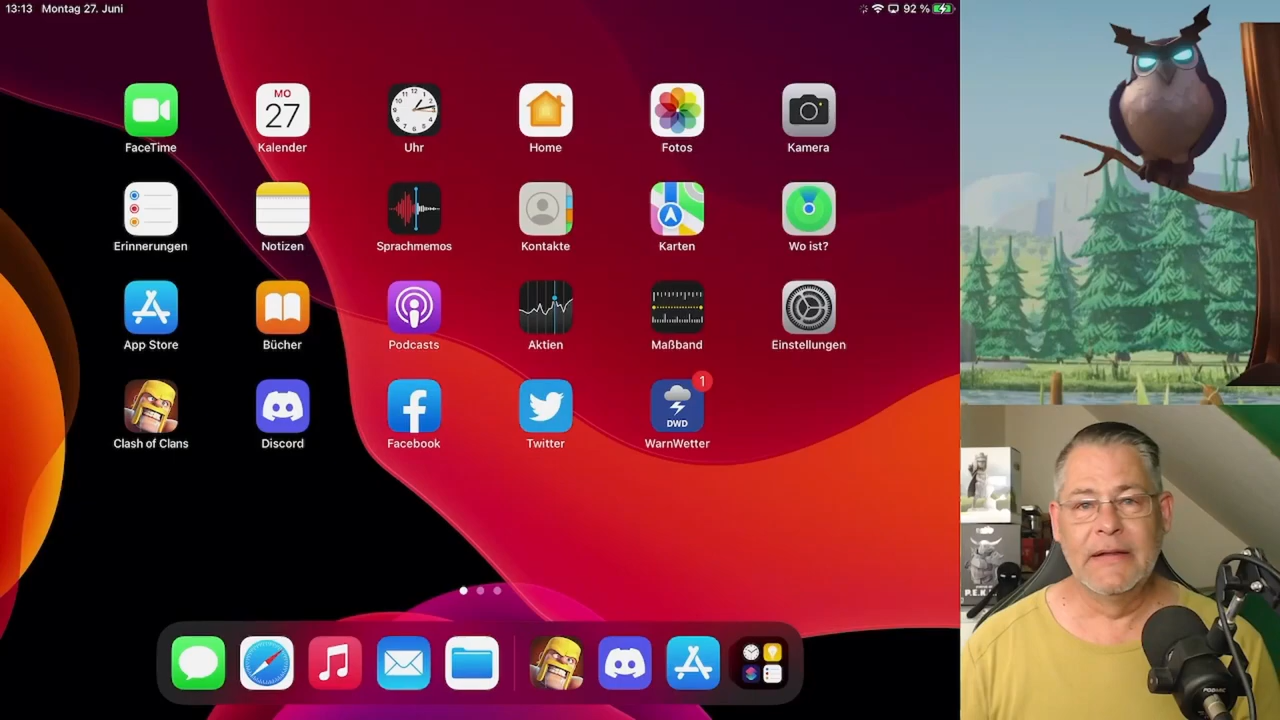 13:13 Montag 27. Juni
92 %
MO
27
FaceTime
Kalender
Uhr
Home
Fotos
Kamera
Erinnerungen
Notizen
Sprachmemos
Kontakte
Karten
Wo ist?
App Store
Bücher
Podcasts
Aktien
Maßband
Einstellungen
1
DWD
Clash of Clans
Discord
Facebook
Twitter
WarnWetter
P.E.K